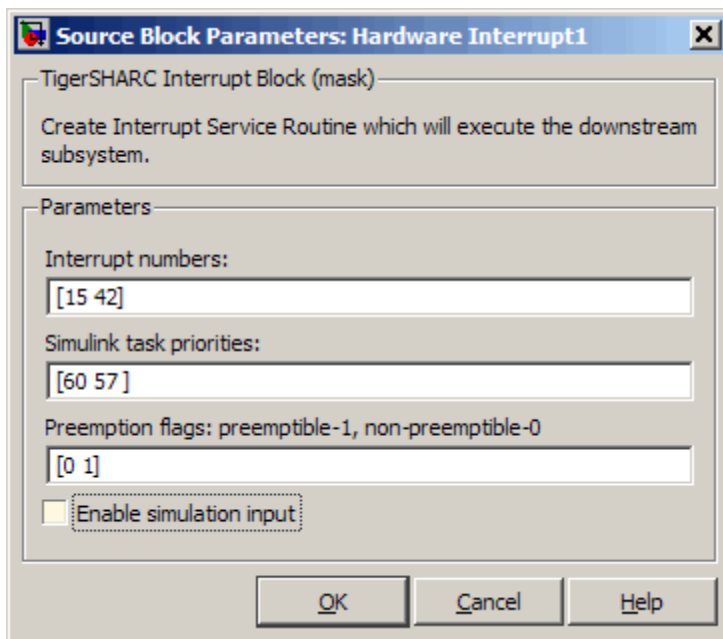 Source Block Parameters: Hardware Interrupt1
TigerSHARC Interrupt Block (mask)
Create Interrupt Service Routine which will execute the downstream
subsystem.
Parameters
Interrupt numbers:
[15 42]
Simulink task priorities:
[60 57 ]
Preemption flags: preemptible-1, non-preemptible-0
[0 1]
Enable simulation input
OK Cancel Help